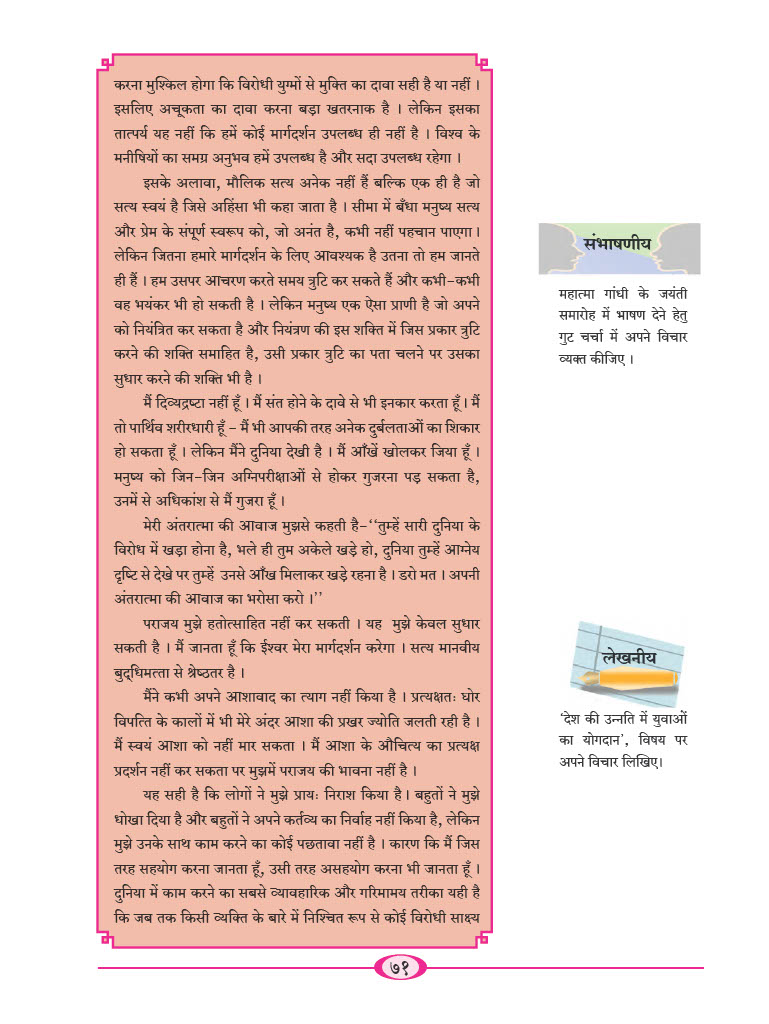 करना मुश्किल होगा कि विरोधी युग्मों से मुक्ति का दावा सही है या नहीं ।
इसलिए अचूकता का दावा करना बड़ा खतरनाक है । लेकिन इसका
तात्पर्य यह नहीं कि हमें कोई मार्गदर्शन उपलब्ध ही नहीं है । विश्व के
मनीषियों का समग्र अनुभव हमें उपलब्ध है और सदा उपलब्ध रहेगा ।
इसके अलावा, मौलिक सत्य अनेक नहीं हैं बल्कि एक ही है जो
सत्य स्वयं है जिसे अहिंसा भी कहा जाता है । सीमा में बँधा मनुष्य सत्य
और प्रेम के संपूर्ण स्वरूप को, जो अनंत है, कभी नहीं पहचान पाएगा ।
लेकिन जितना हमारे मार्गदर्शन के लिए आवश्यक है उतना तो हम जानते
ही हैं । हम उसपर आचरण करते समय त्रुटि कर सकते हैं और कभी-कभी
वह भयंकर भी हो सकती है । लेकिन मनुष्य एक ऐसा प्राणी है जो अपने
को नियंत्रित कर सकता है और नियंत्रण की इस शक्ति में जिस प्रकार त्रुटि
करने की शक्ति समाहित है, उसी प्रकार त्रुटि का पता चलने पर उसका
सुधार करने की शक्ति भी है ।
मैं दिव्यद्रष्टा नहीं हूँ । मैं संत होने के दावे से भी इनकार करता हूँ । मैं
तो पार्थिव शरीरधारी हूँ - मैं भी आपकी तरह अनेक दुर्बलताओं का शिकार
हो सकता हूँ । लेकिन मैंने दुनिया देखी है । मैं आँखें खोलकर जिया हूँ ।
मनुष्य को जिन-जिन अग्निपरीक्षाओं से होकर गुजरना पड़ सकता है,
उनमें से अधिकांश से मैं गुजरा हूँ ।
मेरी अंतरात्मा की आवाज मुझसे कहती है-‘‘तुम्हें सारी दुनिया के
विरोध में खड़ा होना है, भले ही तुम अकेले खड़े हो, दुनिया तुम्हें आग्नेय
दृष्टि से देखे पर तुम्हें उनसे आँख मिलाकर खड़े रहना है । डरो मत । अपनी
अंतरात्मा की आवाज का भरोसा करो ।’’
पराजय मुझे हतोत्साहित नहीं कर सकती । यह मुझे केवल सुधार
सकती है । मैं जानता हूँ कि ईश्वर मेरा मार्गदर्शन करेगा । सत्य मानवीय
बुद्धिमत्ता से श्रेष्ठतर है ।
मैंने कभी अपने आशावाद का त्याग नहीं किया है । प्रत्यक्षतः घोर
विपत्ति के कालों में भी मेरे अंदर आशा की प्रखर ज्योति जलती रही है ।
मैं स्वयं आशा को नहीं मार सकता । मैं आशा के औचित्य का प्रत्यक्ष
प्रदर्शन नहीं कर सकता पर मुझमें पराजय की भावना नहीं है ।
यह सही है कि लोगों ने मुझे प्रायः निराश किया है । बहुतों ने मुझे
धोखा दिया है और बहुतों ने अपने कर्तव्य का निर्वाह नहीं किया है, लेकिन
मुझे उनके साथ काम करने का कोई पछतावा नहीं है । कारण कि मैं जिस
तरह सहयोग करना जानता हूँ, उसी तरह असहयोग करना भी जानता हूँ ।
दुनिया में काम करने का सबसे व्यावहारिक और गरिमामय तरीका यही है
कि जब तक किसी व्यक्ति के बारे में निश्चित रूप से कोई विरोधी साक्ष्य
संभाषणीय
महात्मा गांधी के जयंती
समारोह में भाषण देने हेतु
गुट चर्चा में अपने विचार
व्यक्त कीजिए ।
लेखनीय
‘देश की उन्नति में युवाओं
का योगदान’, विषय पर
अपने विचार लिखिए।
७१